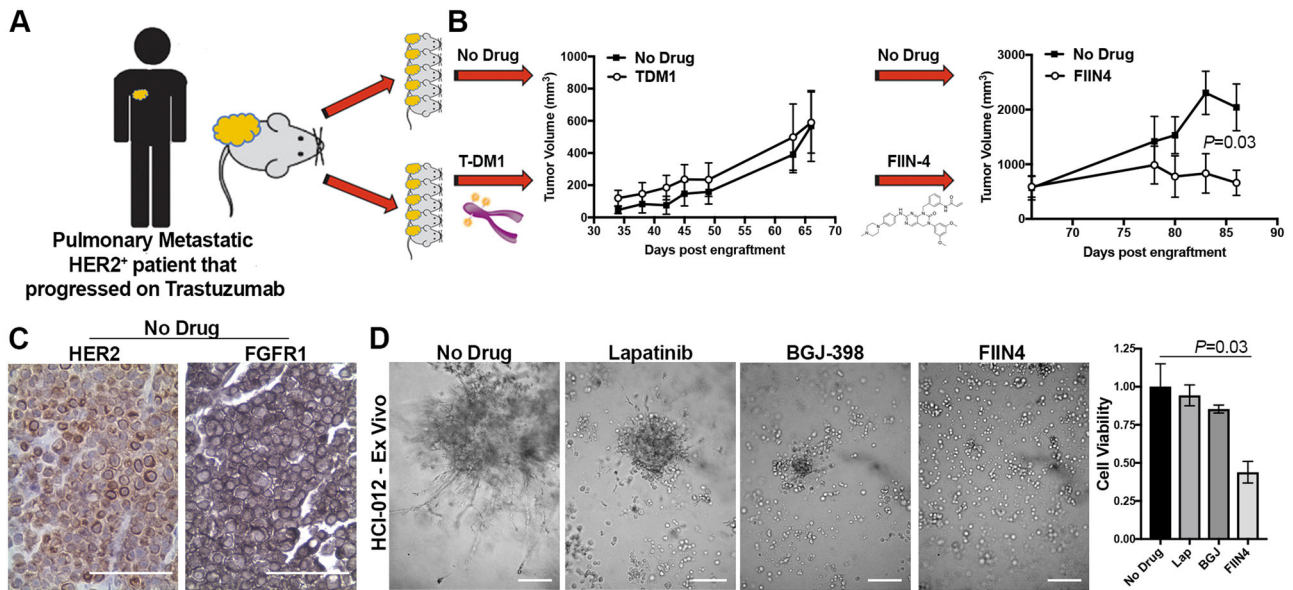 A
Pulmonary Metastatic
HER2⁺ patient that
progressed on Trastuzumab
No Drug
T-DM1
B
1000
800
600
400
200
0
Tumor Volume (mm³)
No Drug
TDM1
30 35 40 45 50 55 60 65 70
Days post engraftment
No Drug
FIIN-4
3000
2000
1000
0
Tumor Volume (mm³)
No Drug
FIIN4
P=0.03
70 75 80 85 90
Days post engraftment
C
No Drug
HER2 FGFR1
D
HCI-012 - Ex Vivo
No Drug Lapatinib BGJ-398 FIIN4
1.25
1.00
0.75
0.50
0.25
0.00
Cell Viability
P=0.03
No Drug Lap BGJ FIIN4